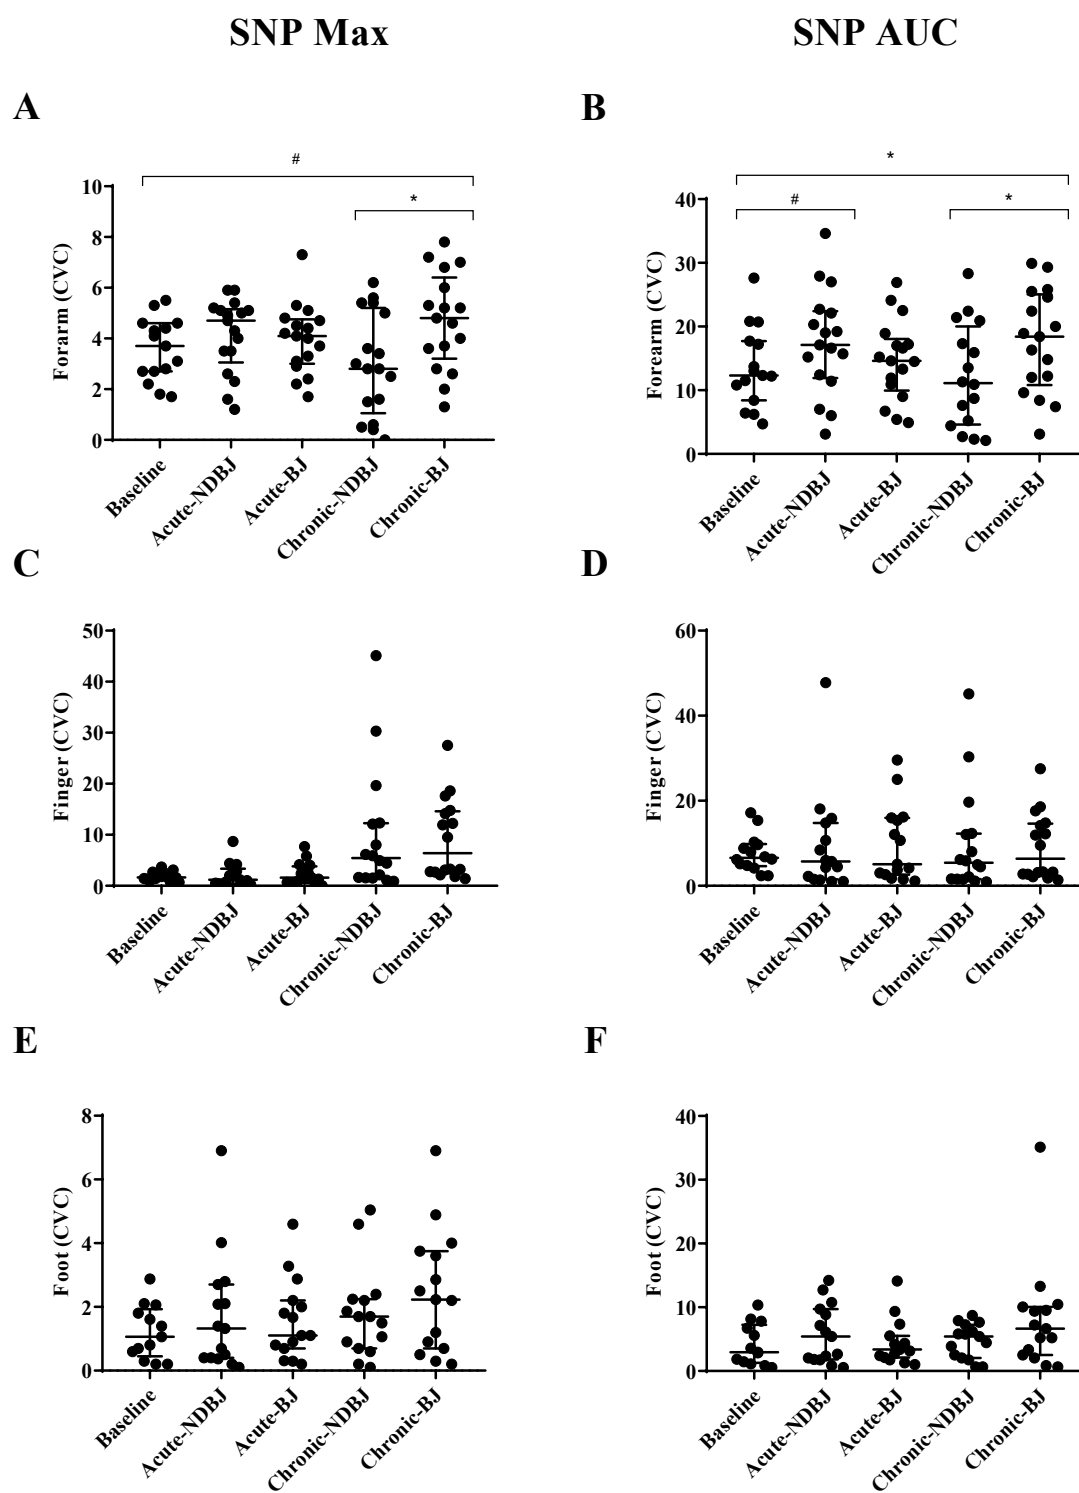 SNP Max
SNP AUC
A
#
*
10
8
6
4
2
0
Forarm (CVC)
Baseline
Acute-NDBJ
Acute-BJ
Chronic-NDBJ
Chronic-BJ
B
*
#
*
40
30
20
10
0
Forearm (CVC)
Baseline
Acute-NDBJ
Acute-BJ
Chronic-NDBJ
Chronic-BJ
C
50
40
30
20
10
0
Finger (CVC)
Baseline
Acute-NDBJ
Acute-BJ
Chronic-NDBJ
Chronic-BJ
D
60
40
20
0
Finger (CVC)
Baseline
Acute-NDBJ
Acute-BJ
Chronic-NDBJ
Chronic-BJ
E
8
6
4
2
0
Foot (CVC)
Baseline
Acute-NDBJ
Acute-BJ
Chronic-NDBJ
Chronic-BJ
F
40
30
20
10
0
Foot (CVC)
Baseline
Acute-NDBJ
Acute-BJ
Chronic-NDBJ
Chronic-BJ